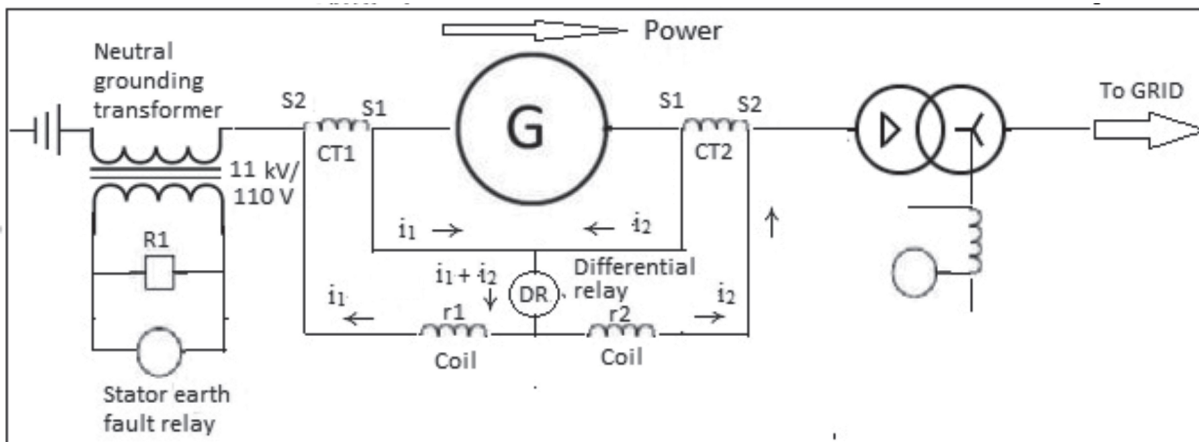 Power
Neutral
grounding
transformer
S2
S1
CT1
G
S1
S2
CT2
To GRID
11 kV/
110 V
R1
i₁
i₂
i₁ + i₂
Differential
relay
DR
i₁
r1
r2
i₂
Coil
Coil
Stator earth
fault relay